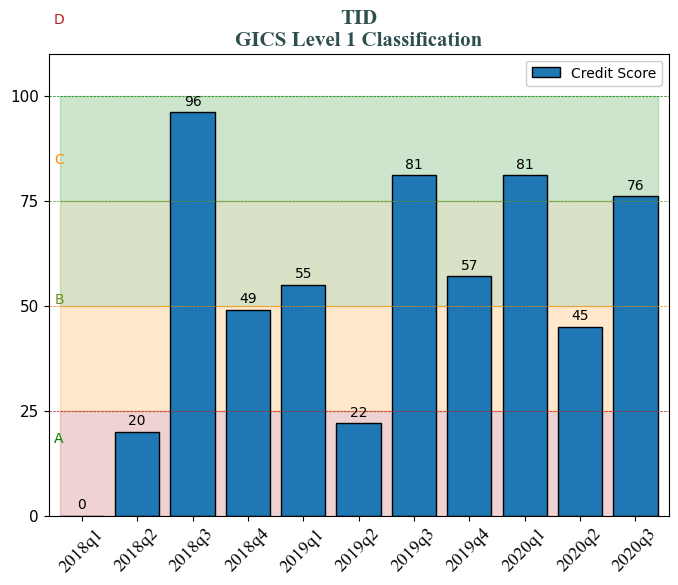 D
TID
GICS Level 1 Classification
Credit Score
100
96
C
81
81
76
75
57
55
B
50
49
45
25
22
20
A
0
0
2018q1
2018q2
2018q3
2018q4
2019q1
2019q2
2019q3
2019q4
2020q1
2020q2
2020q3